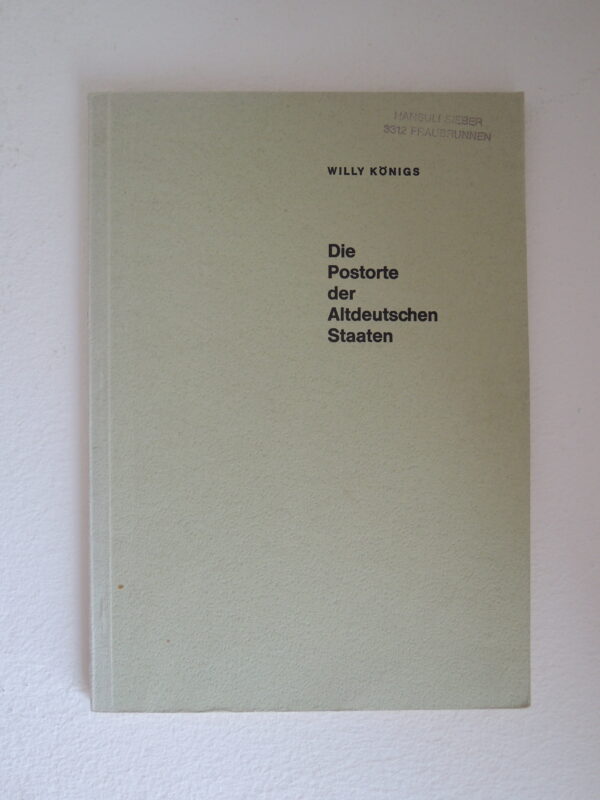 HANSULI SIEBER
3312 FRAUBRUNNEN
WILLY KÖNIGS
Die
Postorte
der
Altdeutschen
Staaten